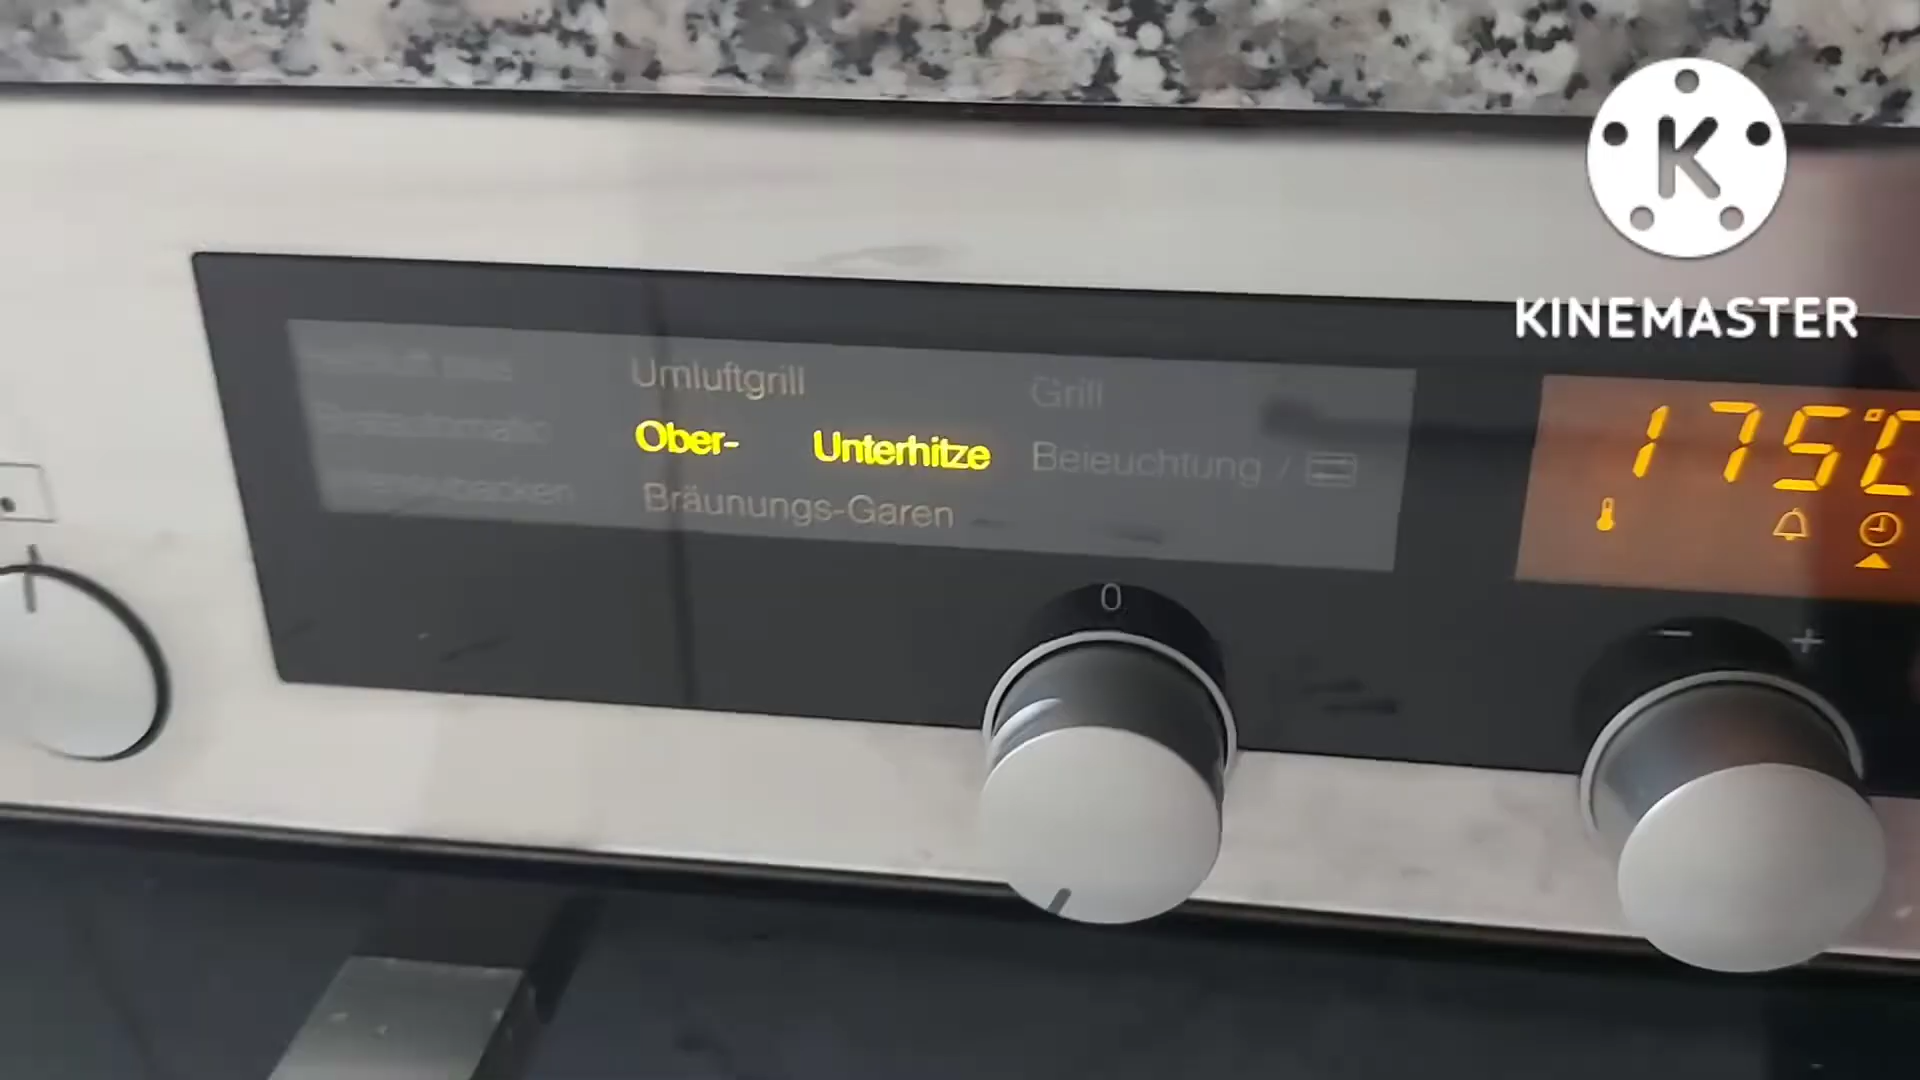 Umluftgrill
Grill
Ober- Unterhitze
Beleuchtung /
Bräunungs-Garen
175°C
0
- +
K
KINEMASTER